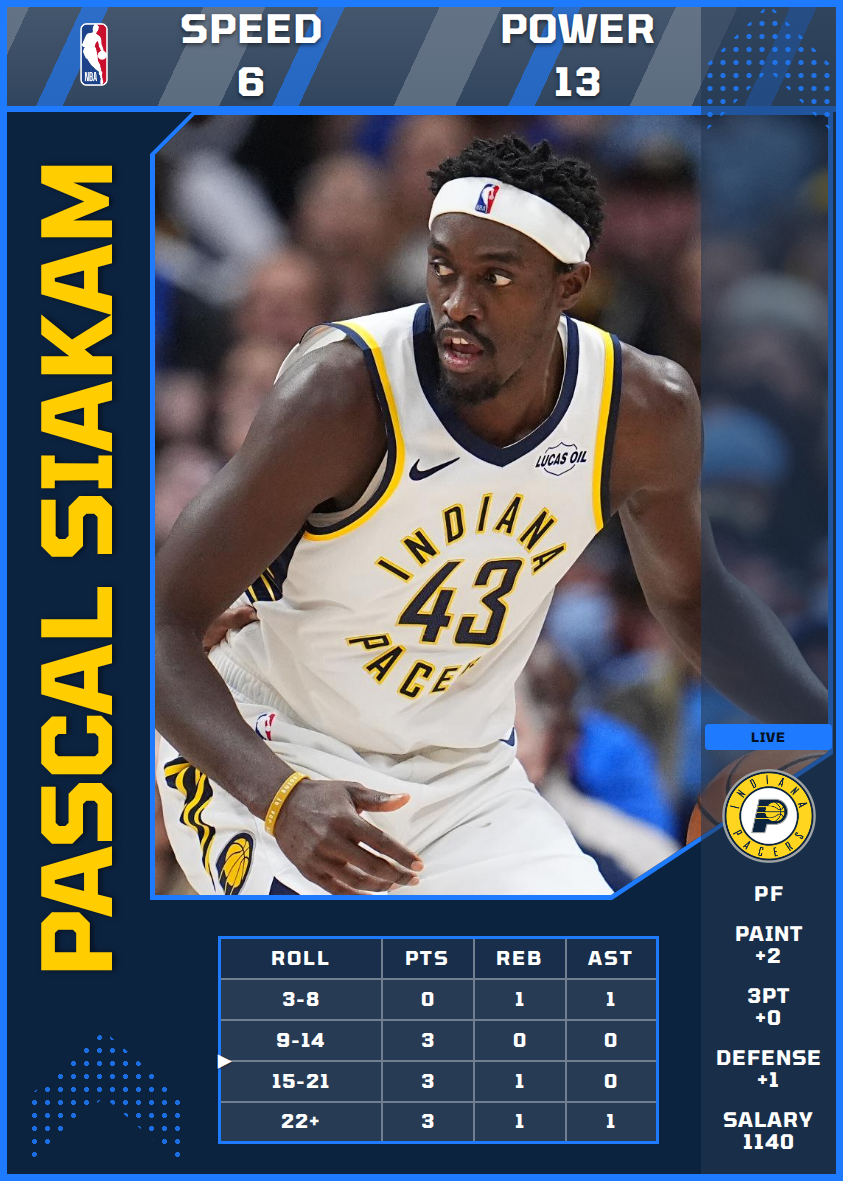 SPEED
6
POWER
13
NBA
PASCAL SIAKAM
NBA
LUCAS OIL
INDIANA
43
PACE
LIVE
INDIANA
P
PACERS
PF
PAINT
+2
3PT
+0
DEFENSE
+1
SALARY
1140
ROLL PTS REB AST
3-8 0 1 1
9-14 3 0 0
15-21 3 1 0
22+ 3 1 1